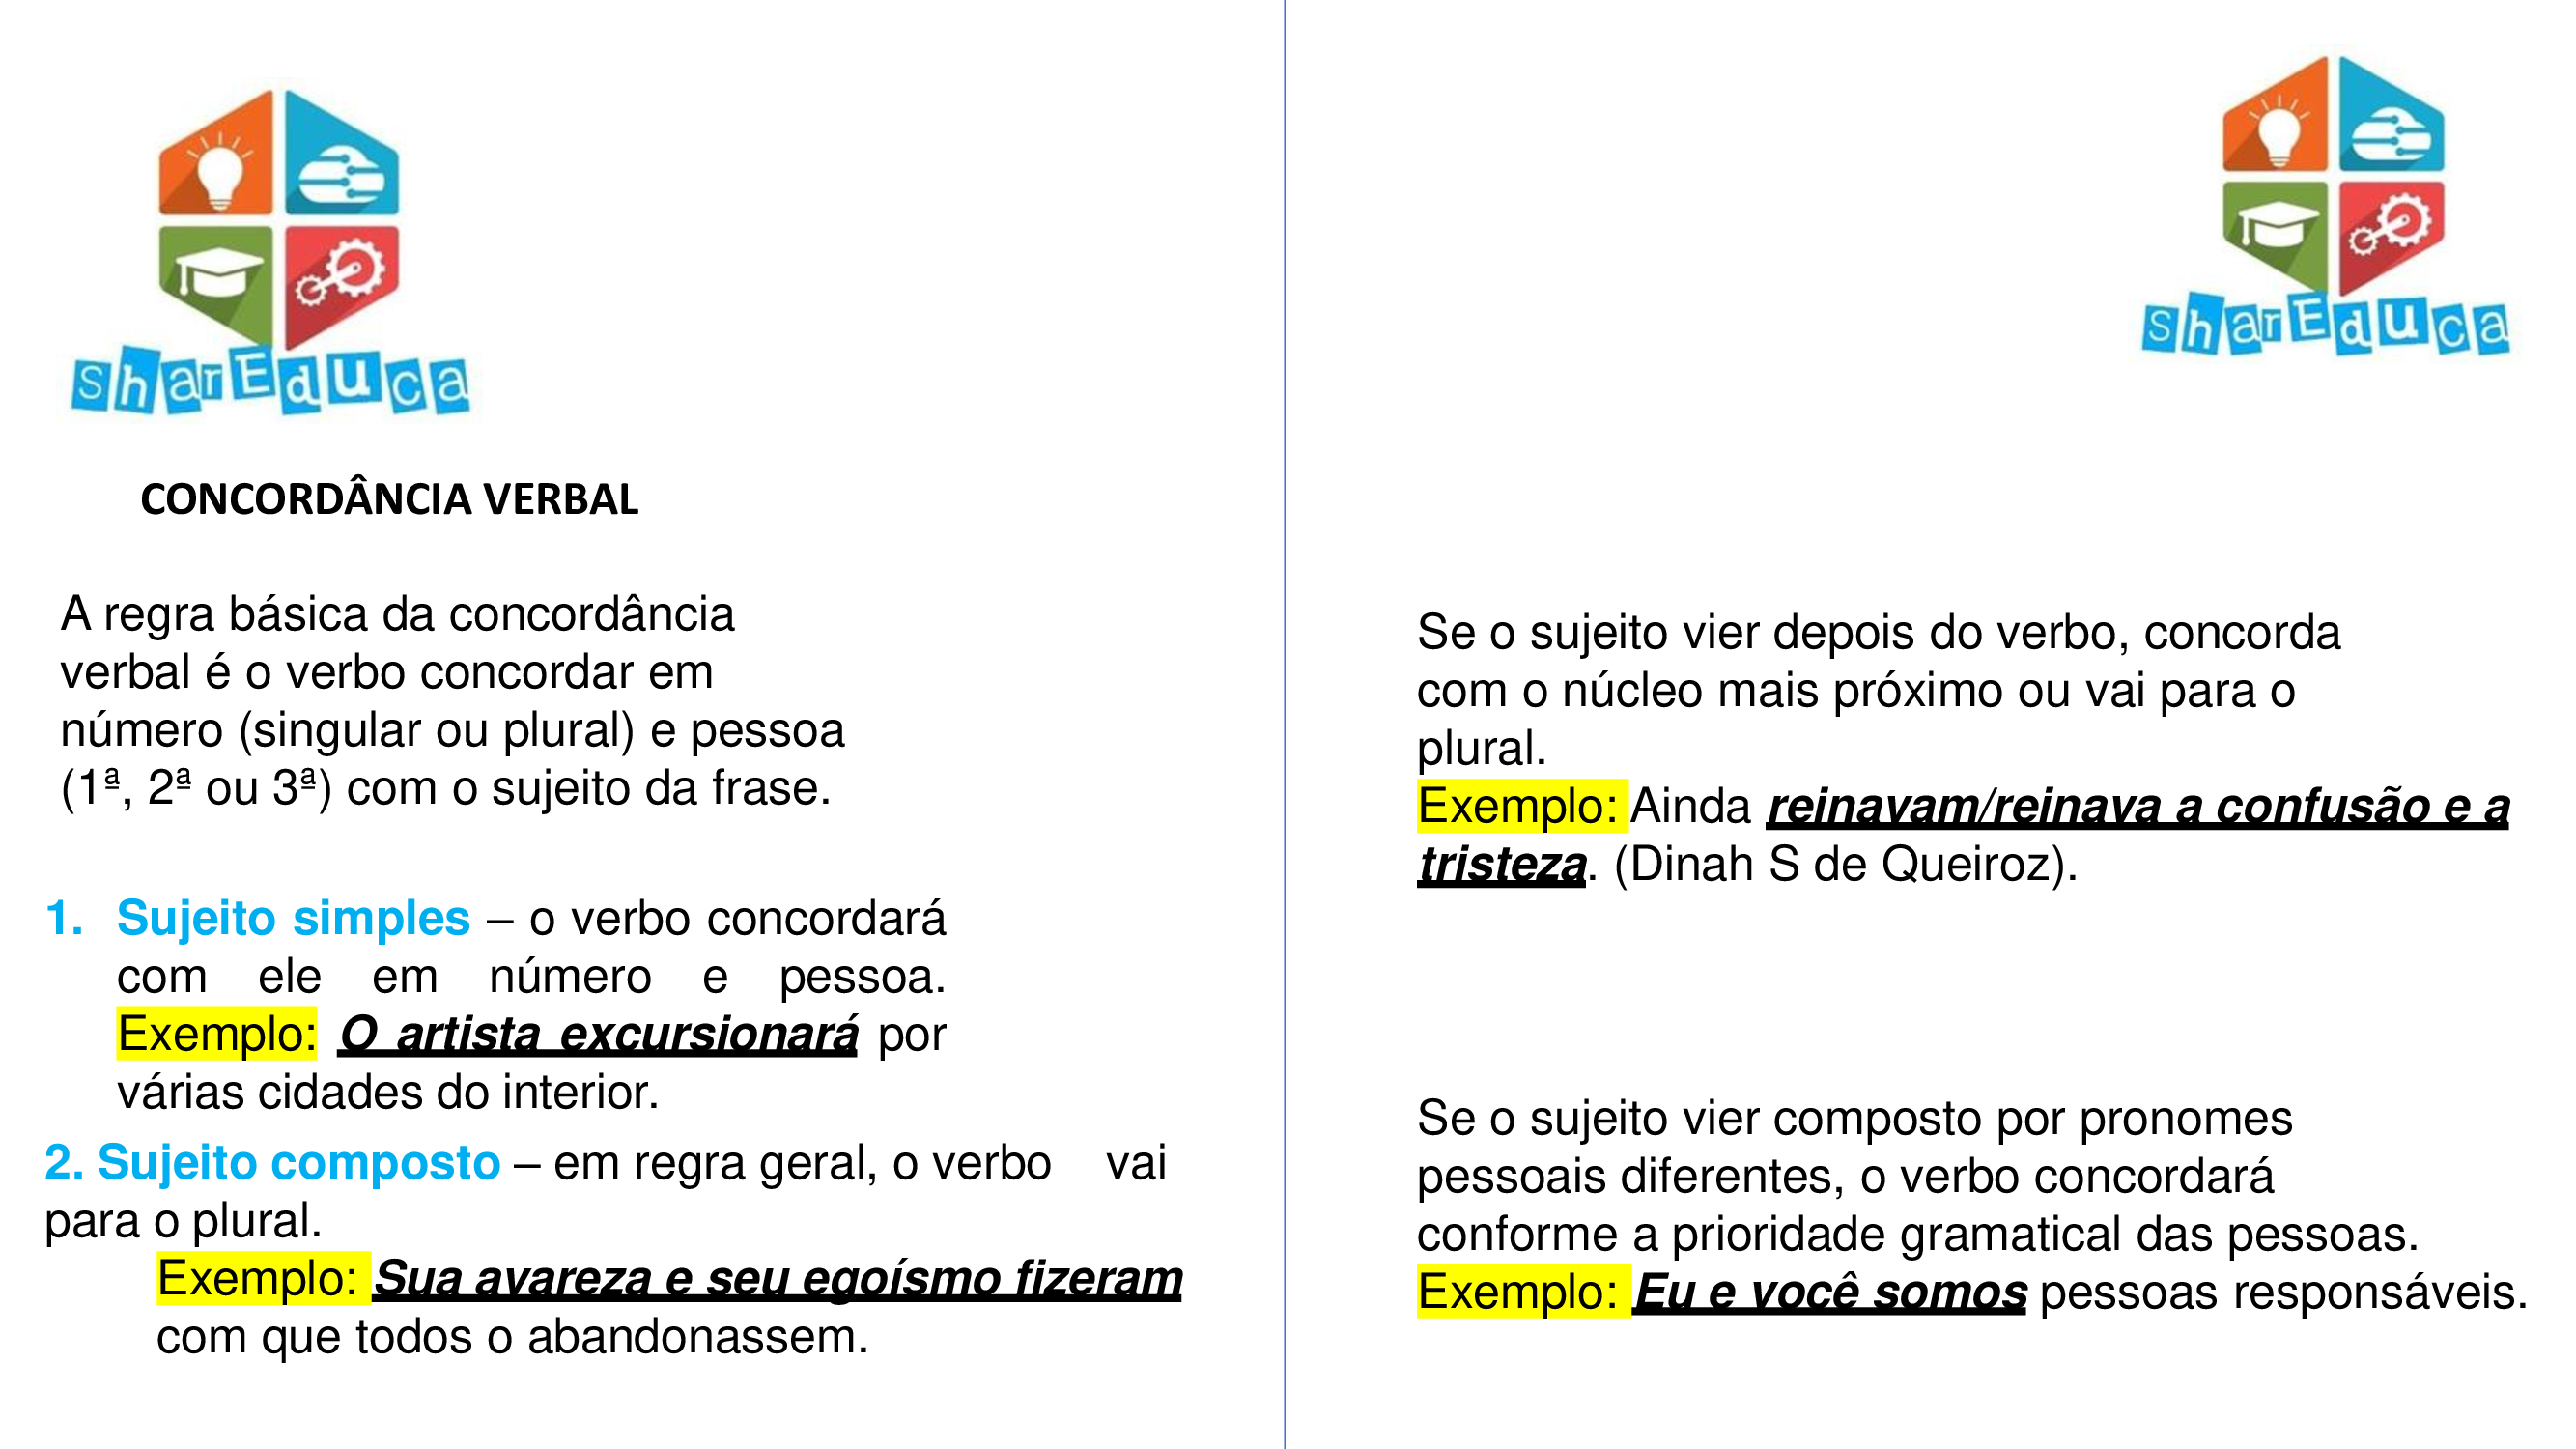 sharEduca
CONCORDÂNCIA VERBAL
A regra básica da concordância
verbal é o verbo concordar em
número (singular ou plural) e pessoa
(1ª, 2ª ou 3ª) com o sujeito da frase.
1. Sujeito simples – o verbo concordará
com ele em número e pessoa.
Exemplo: O artista excursionará por
várias cidades do interior.
2. Sujeito composto – em regra geral, o verbo vai
para o plural.
Exemplo: Sua avareza e seu egoísmo fizeram
com que todos o abandonassem.
sharEduca
Se o sujeito vier depois do verbo, concorda
com o núcleo mais próximo ou vai para o
plural.
Exemplo: Ainda reinavam/reinava a confusão e a
tristeza. (Dinah S de Queiroz).
Se o sujeito vier composto por pronomes
pessoais diferentes, o verbo concordará
conforme a prioridade gramatical das pessoas.
Exemplo: Eu e você somos pessoas responsáveis.